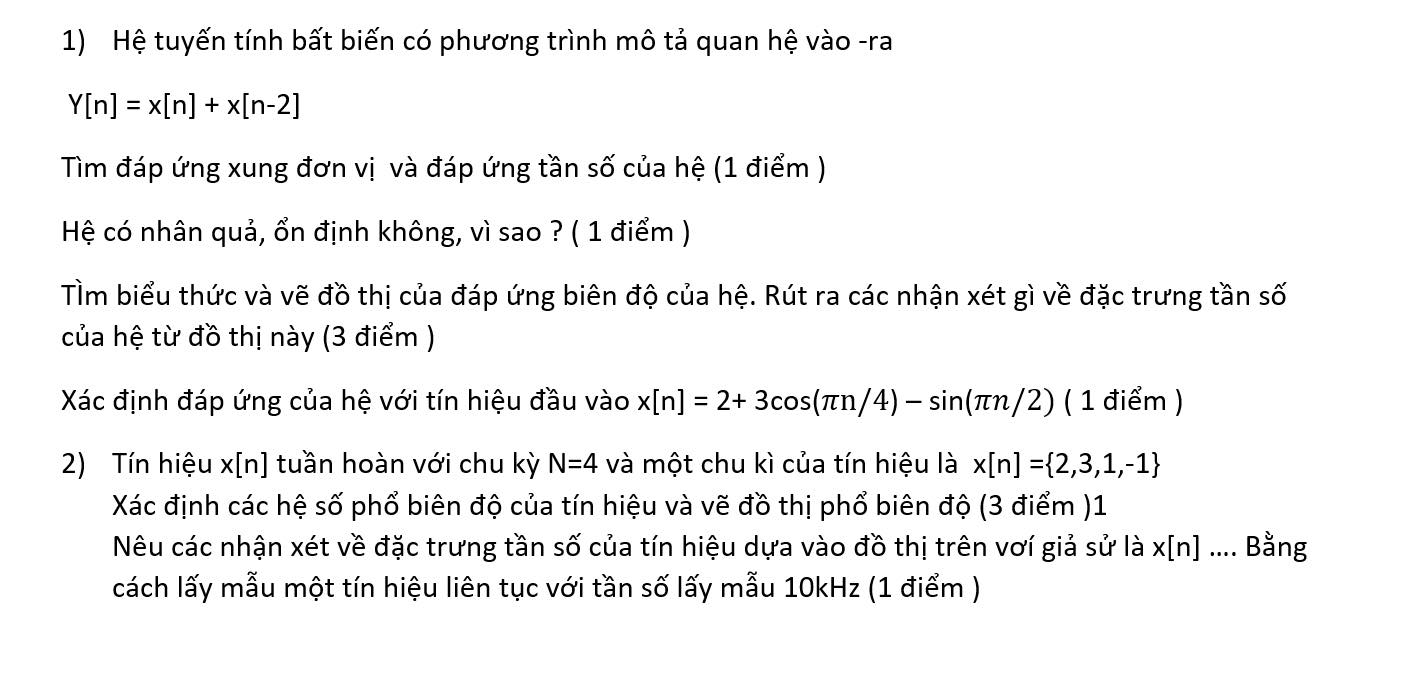 1) Hệ tuyến tính bất biến có phương trình mô tả quan hệ vào -ra
Y[n] = x[n] + x[n-2]
Tìm đáp ứng xung đơn vị và đáp ứng tần số của hệ (1 điểm )
Hệ có nhân quả, ổn định không, vì sao ? ( 1 điểm )
TÌm biểu thức và vẽ đồ thị của đáp ứng biên độ của hệ. Rút ra các nhận xét gì về đặc trưng tần số
của hệ từ đồ thị này (3 điểm )
Xác định đáp ứng của hệ với tín hiệu đầu vào x[n] = 2+ 3cos(πn/4) – sin(πn/2) ( 1 điểm )
2) Tín hiệu x[n] tuần hoàn với chu kỳ N=4 và một chu kì của tín hiệu là x[n] ={2,3,1,-1}
Xác định các hệ số phổ biên độ của tín hiệu và vẽ đồ thị phổ biên độ (3 điểm )1
Nêu các nhận xét về đặc trưng tần số của tín hiệu dựa vào đồ thị trên vơí giả sử là x[n] .... Bằng
cách lấy mẫu một tín hiệu liên tục với tần số lấy mẫu 10kHz (1 điểm )